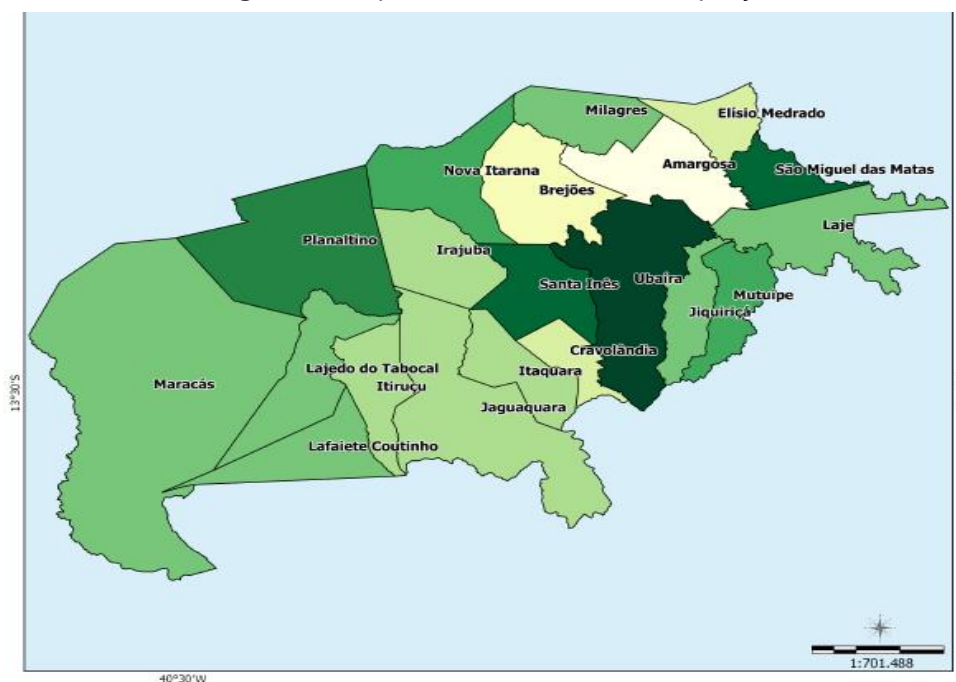 Milagres
Elísio Medrado
Amargosa
São Miguel das Matas
Nova Itarana
Brejões
Laje
Planaltino
Irajuba
Ubaíra
Santa Inês
Mutuípe
Jiquiriçá
Cravolândia
Lajedo do Tabocal
Itaquara
Maracás
Itiruçu
Jaguaquara
Lafaiete Coutinho
13°30'S
1:701.488
40°30'W